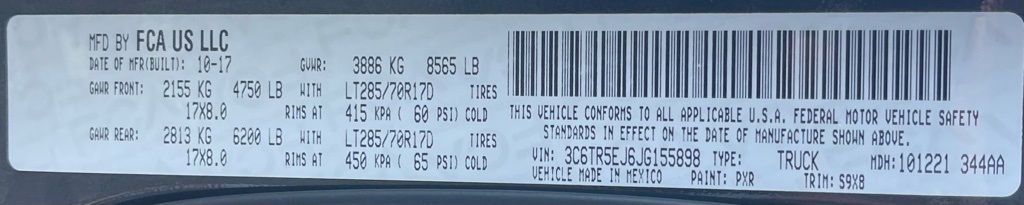 MFD BY FCA US LLC
DATE OF MFR(BUILT): 10-17 GVWR: 3886 KG 8565 LB
GAWR FRONT: 2155 KG 4750 LB WITH LT285/70R17D TIRES
17X8.0 RIMS AT 415 KPA ( 60 PSI) COLD
GAWR REAR: 2813 KG 6200 LB WITH LT285/70R17D TIRES
17X8.0 RIMS AT 450 KPA ( 65 PSI) COLD
THIS VEHICLE CONFORMS TO ALL APPLICABLE U.S.A. FEDERAL MOTOR VEHICLE SAFETY
STANDARDS IN EFFECT ON THE DATE OF MANUFACTURE SHOWN ABOVE.
VIN: 3C6TR5EJ6JG155898 TYPE: TRUCK MDH:101221 344AA
VEHICLE MADE IN MEXICO PAINT: PXR TRIM: S9X8